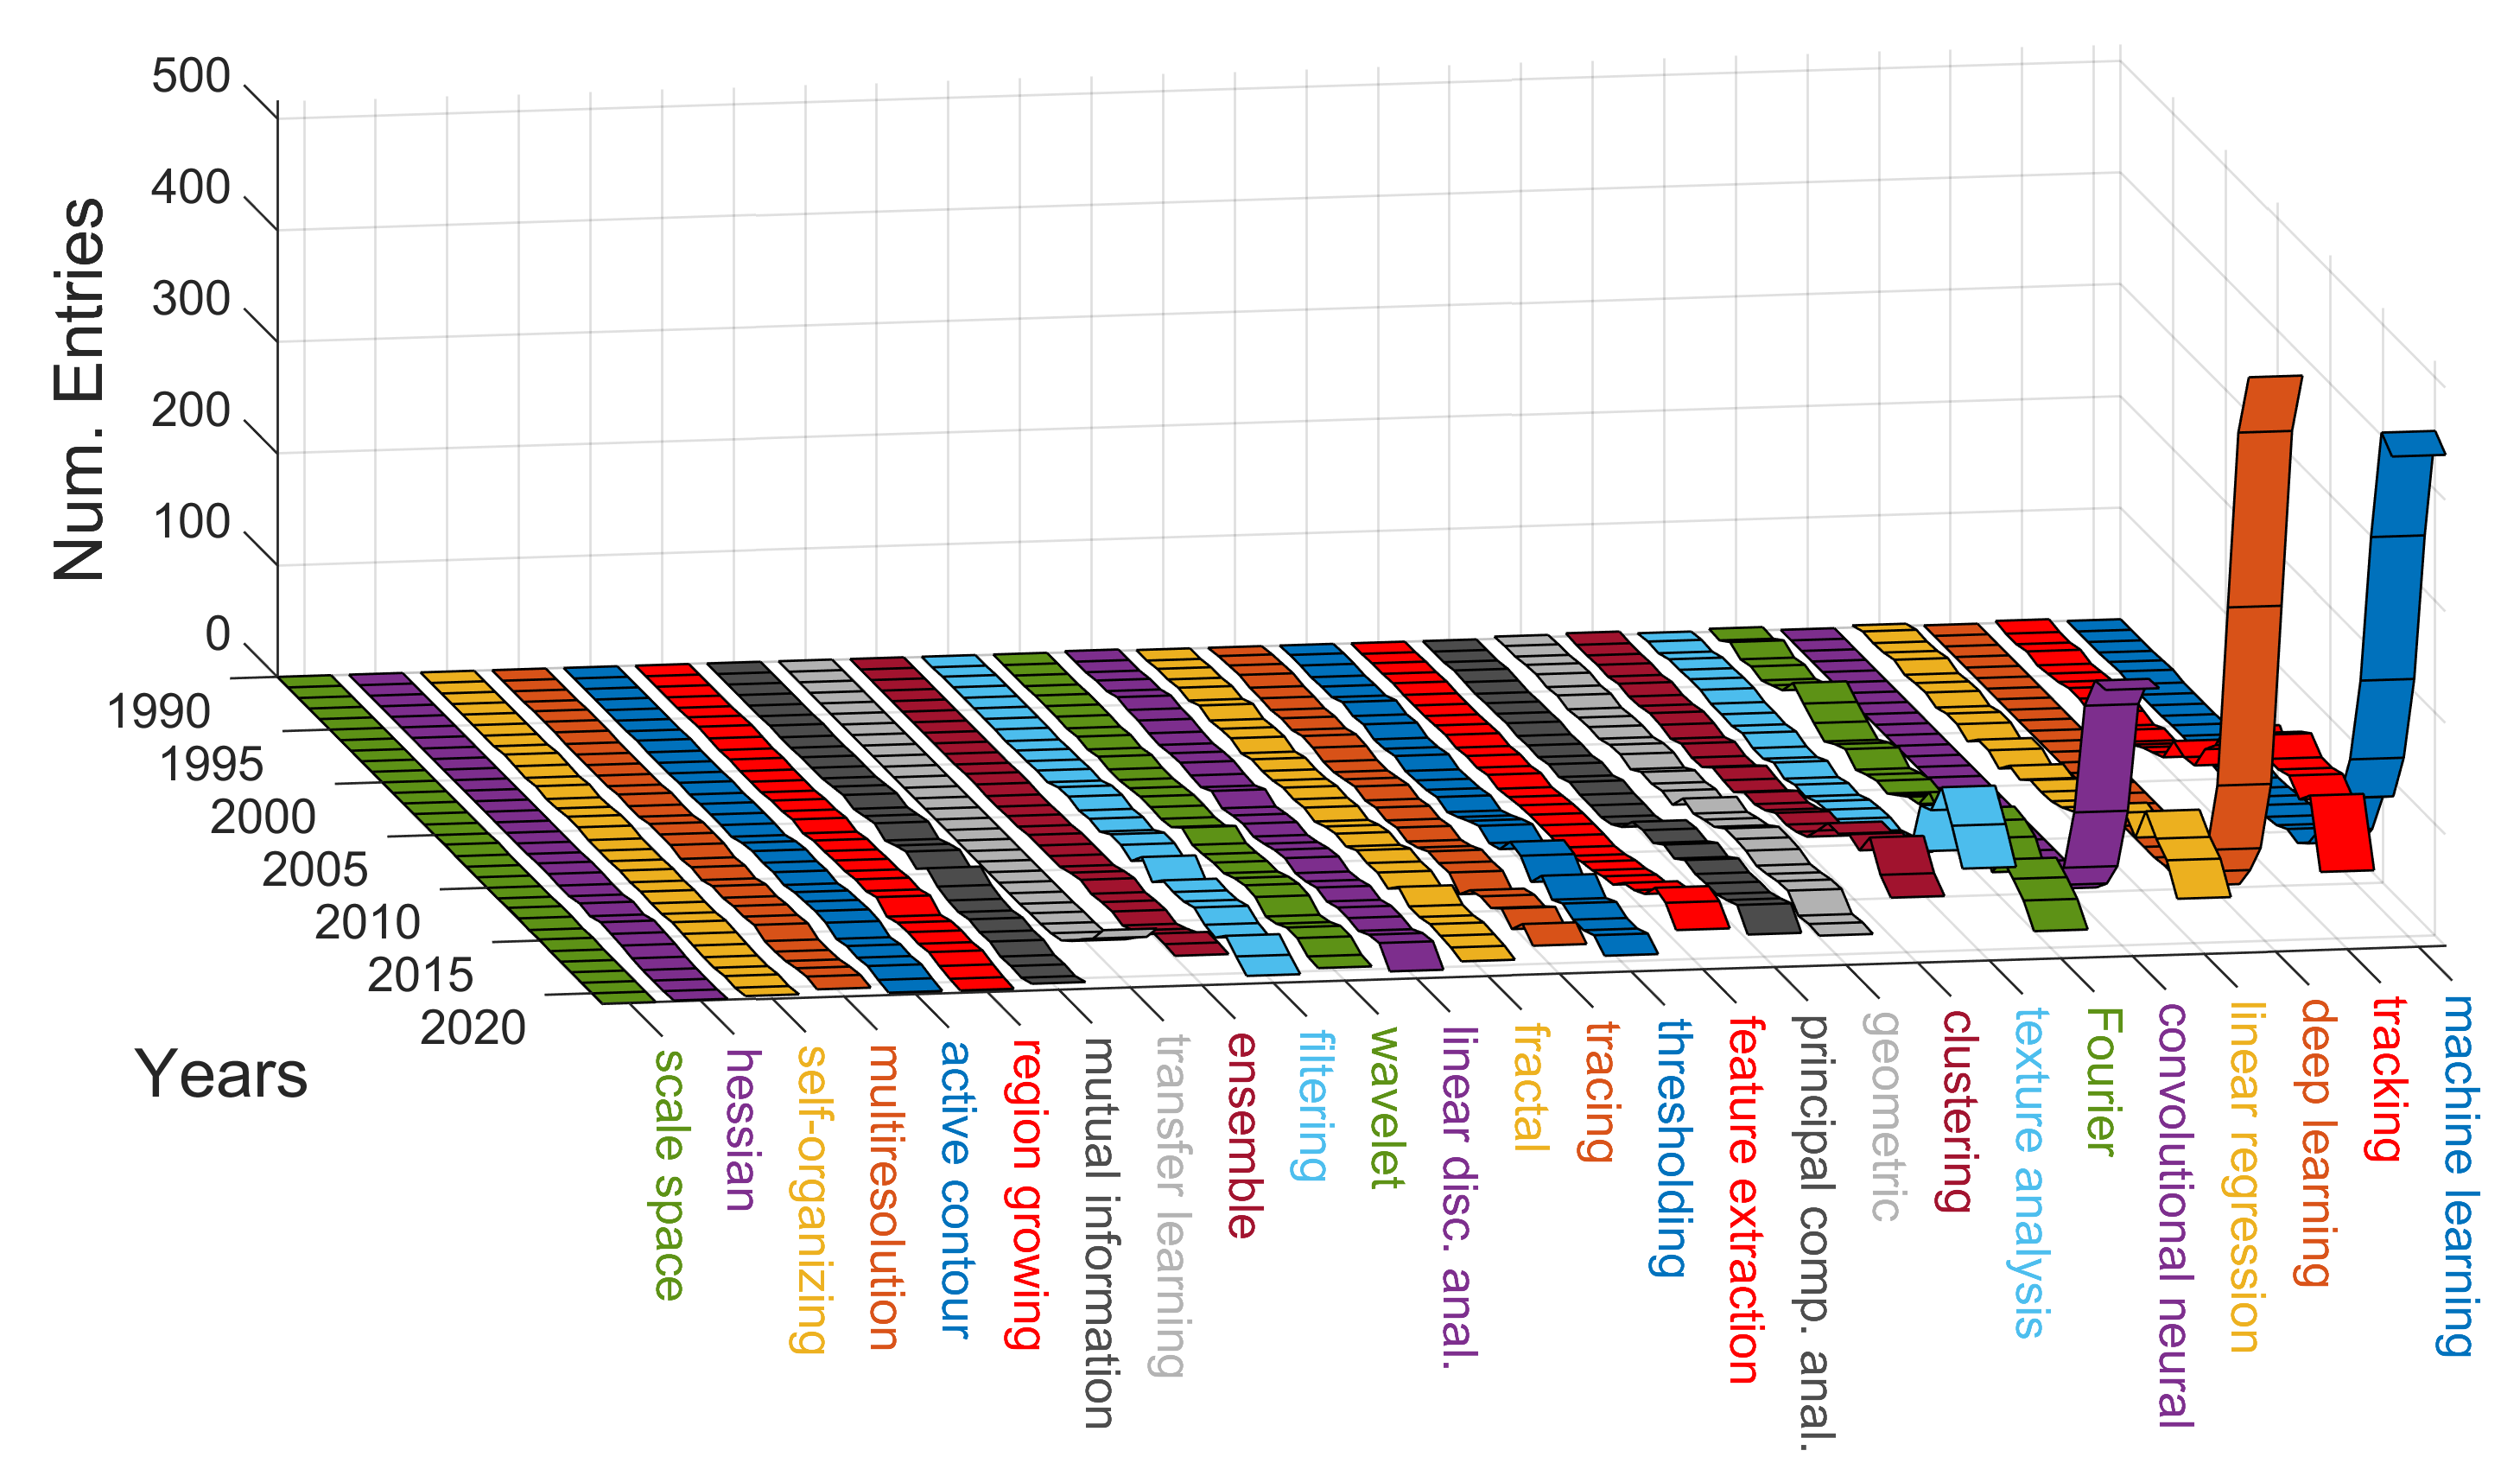 Num. Entries
500
400
300
200
100
0
1990
1995
2000
2005
2010
2015
2020
Years
scale space
hessian
self-organizing
multiresolution
active contour
region growing
mutual information
transfer learning
ensemble
filtering
wavelet
linear disc. anal.
fractal
tracing
thresholding
feature extraction
principal comp. anal.
geometric
clustering
texture analysis
Fourier
convolutional neural
linear regression
deep learning
tracking
machine learning